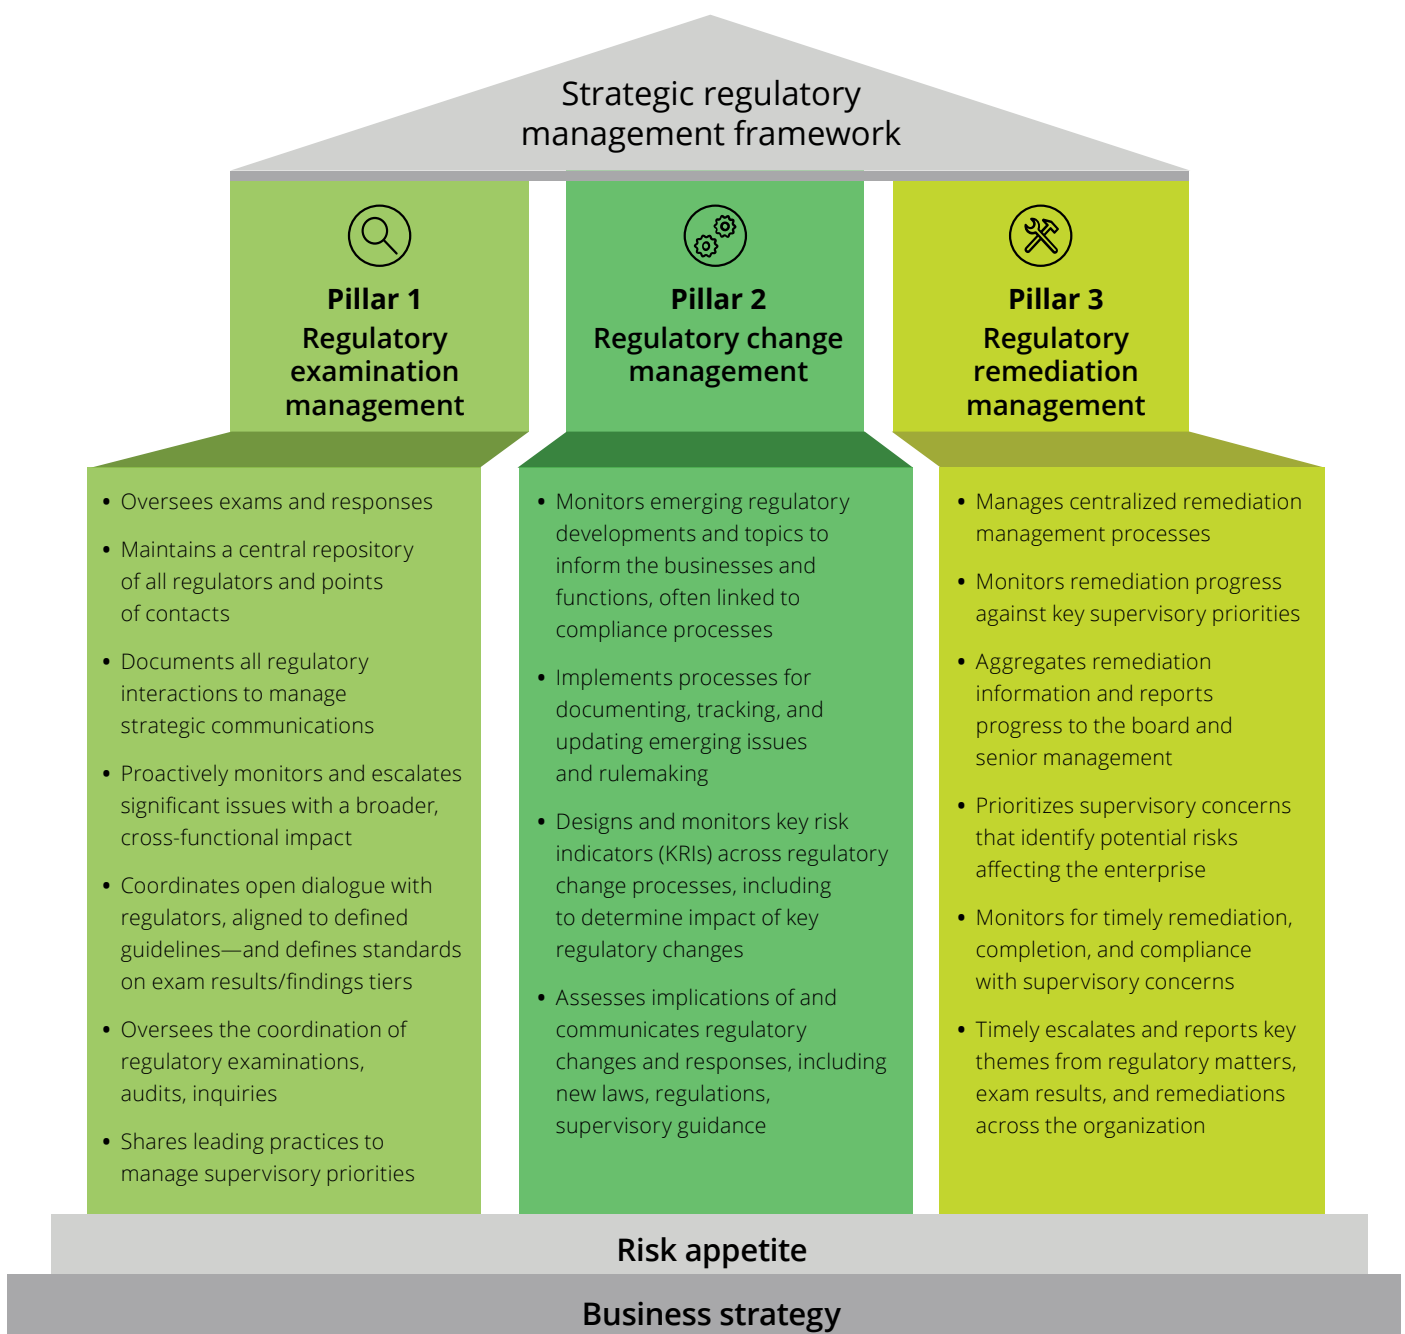 Strategic regulatory
management framework
Pillar 1
Regulatory
examination
management
• Oversees exams and responses
• Maintains a central repository
of all regulators and points
of contacts
• Documents all regulatory
interactions to manage
strategic communications
• Proactively monitors and escalates
significant issues with a broader,
cross-functional impact
• Coordinates open dialogue with
regulators, aligned to defined
guidelines—and defines standards
on exam results/findings tiers
• Oversees the coordination of
regulatory examinations,
audits, inquiries
• Shares leading practices to
manage supervisory priorities
Pillar 2
Regulatory change
management
• Monitors emerging regulatory
developments and topics to
inform the businesses and
functions, often linked to
compliance processes
• Implements processes for
documenting, tracking, and
updating emerging issues
and rulemaking
• Designs and monitors key risk
indicators (KRIs) across regulatory
change processes, including
to determine impact of key
regulatory changes
• Assesses implications of and
communicates regulatory
changes and responses, including
new laws, regulations,
supervisory guidance
Pillar 3
Regulatory
remediation
management
• Manages centralized remediation
management processes
• Monitors remediation progress
against key supervisory priorities
• Aggregates remediation
information and reports
progress to the board and
senior management
• Prioritizes supervisory concerns
that identify potential risks
affecting the enterprise
• Monitors for timely remediation,
completion, and compliance
with supervisory concerns
• Timely escalates and reports key
themes from regulatory matters,
exam results, and remediations
across the organization
Risk appetite
Business strategy